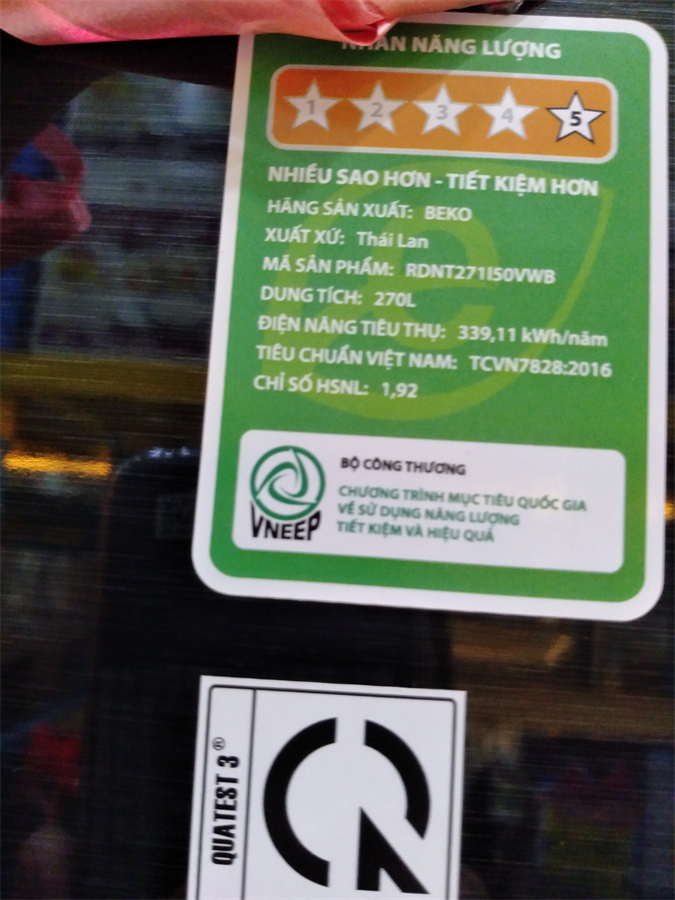 NHÃN NĂNG LƯỢNG
1 2 3 4 5
NHIỀU SAO HƠN - TIẾT KIỆM HƠN
HÃNG SẢN XUẤT: BEKO
XUẤT XỨ: Thái Lan
MÃ SẢN PHẨM: RDNT271I50VWB
DUNG TÍCH: 270L
ĐIỆN NĂNG TIÊU THỤ: 339,11 kWh/năm
TIÊU CHUẨN VIỆT NAM: TCVN7828:2016
CHỈ SỐ HSNL: 1,92
BỘ CÔNG THƯƠNG
CHƯƠNG TRÌNH MỤC TIÊU QUỐC GIA
VỀ SỬ DỤNG NĂNG LƯỢNG
TIẾT KIỆM VÀ HIỆU QUẢ
VNEEP
QUATEST 3®